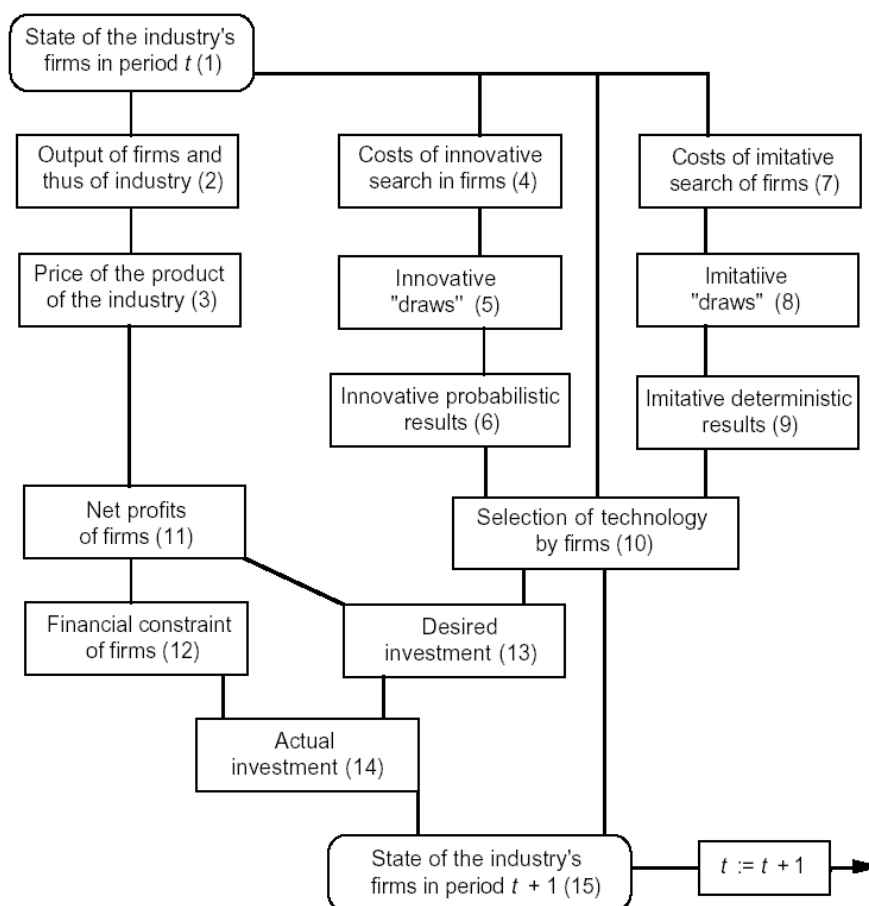 State of the industry's
firms in period t (1)
Output of firms and
thus of industry (2)
Costs of innovative
search in firms (4)
Costs of imitative
search of firms (7)
Price of the product
of the industry (3)
Innovative
"draws" (5)
Imitatiive
"draws" (8)
Innovative probabilistic
results (6)
Imitative deterministic
results (9)
Net profits
of firms (11)
Selection of technology
by firms (10)
Financial constraint
of firms (12)
Desired
investment (13)
Actual
investment (14)
State of the industry's
firms in period t + 1 (15)
t := t + 1